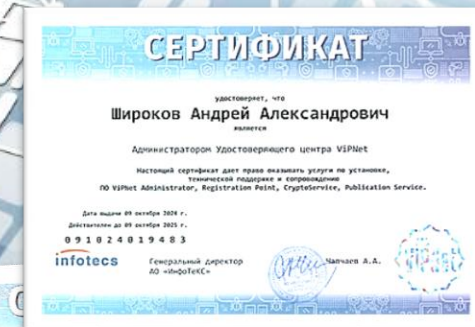 СЕРТИФИКАТ
удостоверяет, что
Широков Андрей Александрович
является
Администратором Удостоверяющего центра ViPNet
Настоящий сертификат дает право оказывать услуги по установке,
технической поддержке и сопровождению
ПО ViPNet Administrator, Registration Point, CryptoService, Publication Service.
Дата выдачи 09 октября 2024 г.
Действителен до 09 октября 2025 г.
091024019483
infotecs
Генеральный директор
АО «ИнфоТеКС»
Чапчаев А.А.